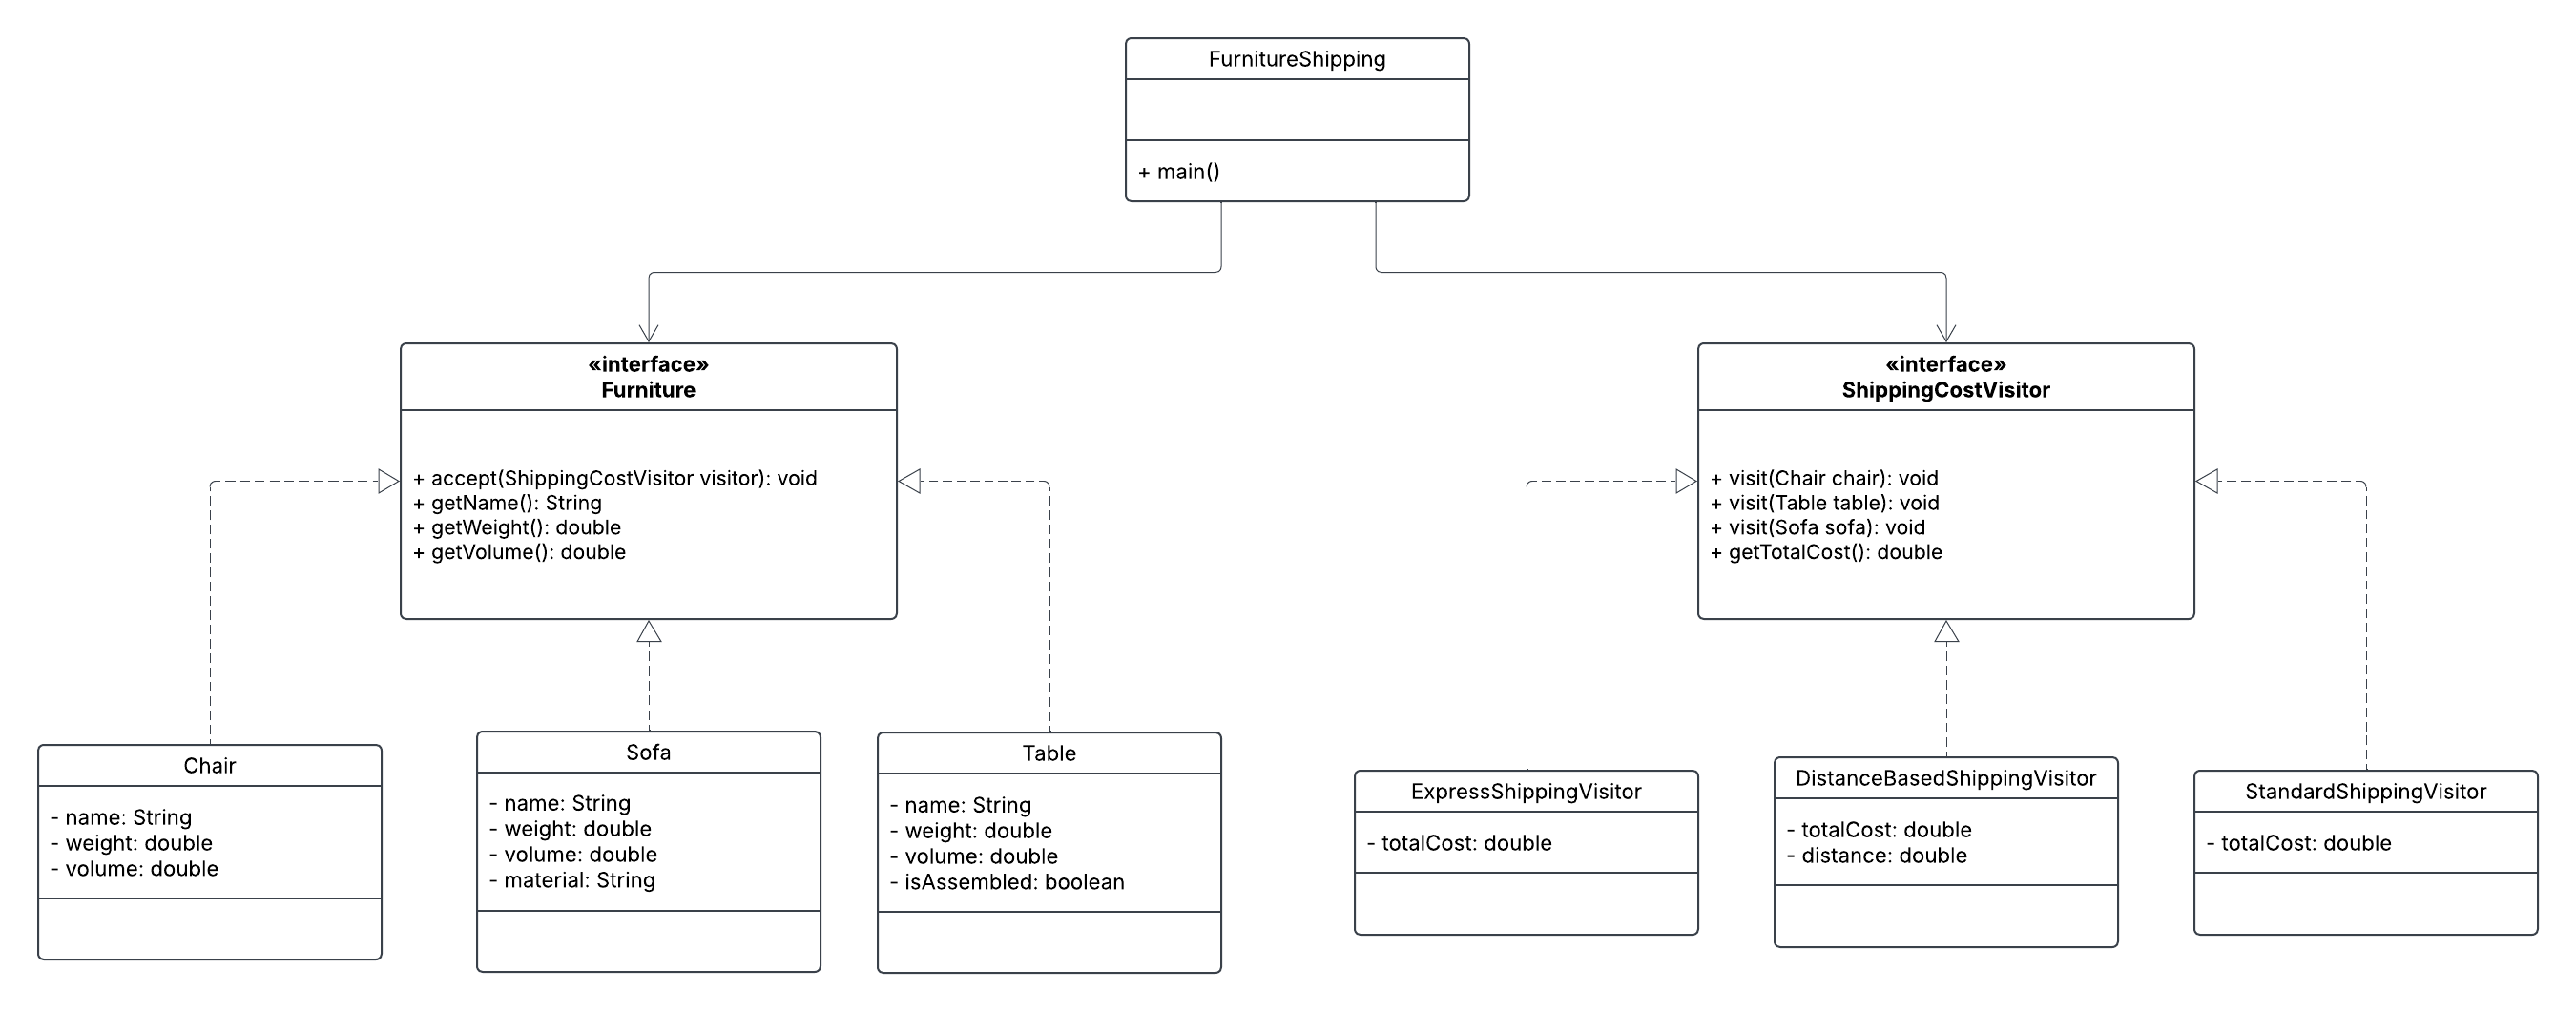 FurnitureShipping
+ main()
«interface»
Furniture
+ accept(ShippingCostVisitor visitor): void
+ getName(): String
+ getWeight(): double
+ getVolume(): double
«interface»
ShippingCostVisitor
+ visit(Chair chair): void
+ visit(Table table): void
+ visit(Sofa sofa): void
+ getTotalCost(): double
Chair
- name: String
- weight: double
- volume: double
Sofa
- name: String
- weight: double
- volume: double
- material: String
Table
- name: String
- weight: double
- volume: double
- isAssembled: boolean
ExpressShippingVisitor
- totalCost: double
DistanceBasedShippingVisitor
- totalCost: double
- distance: double
StandardShippingVisitor
- totalCost: double